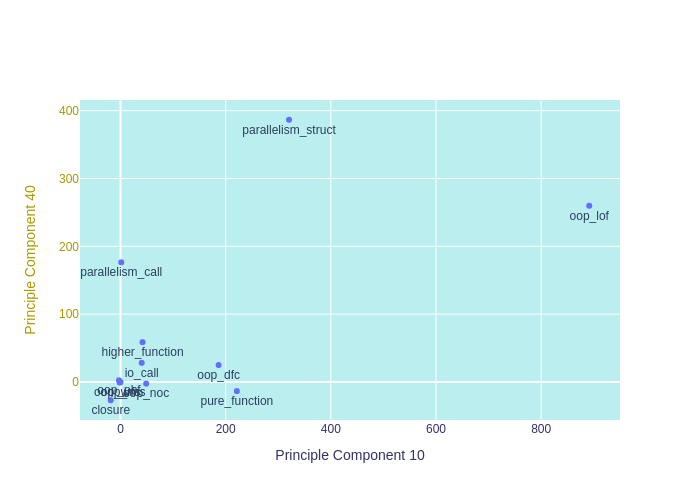 400
parallelism_struct
300
oop_lof
200
parallelism_call
100
higher_function
io_call
oop_dfc
0
oop_noc
pure_function
closure
0
200
400
600
800
Principle Component 10
Principle Component 40